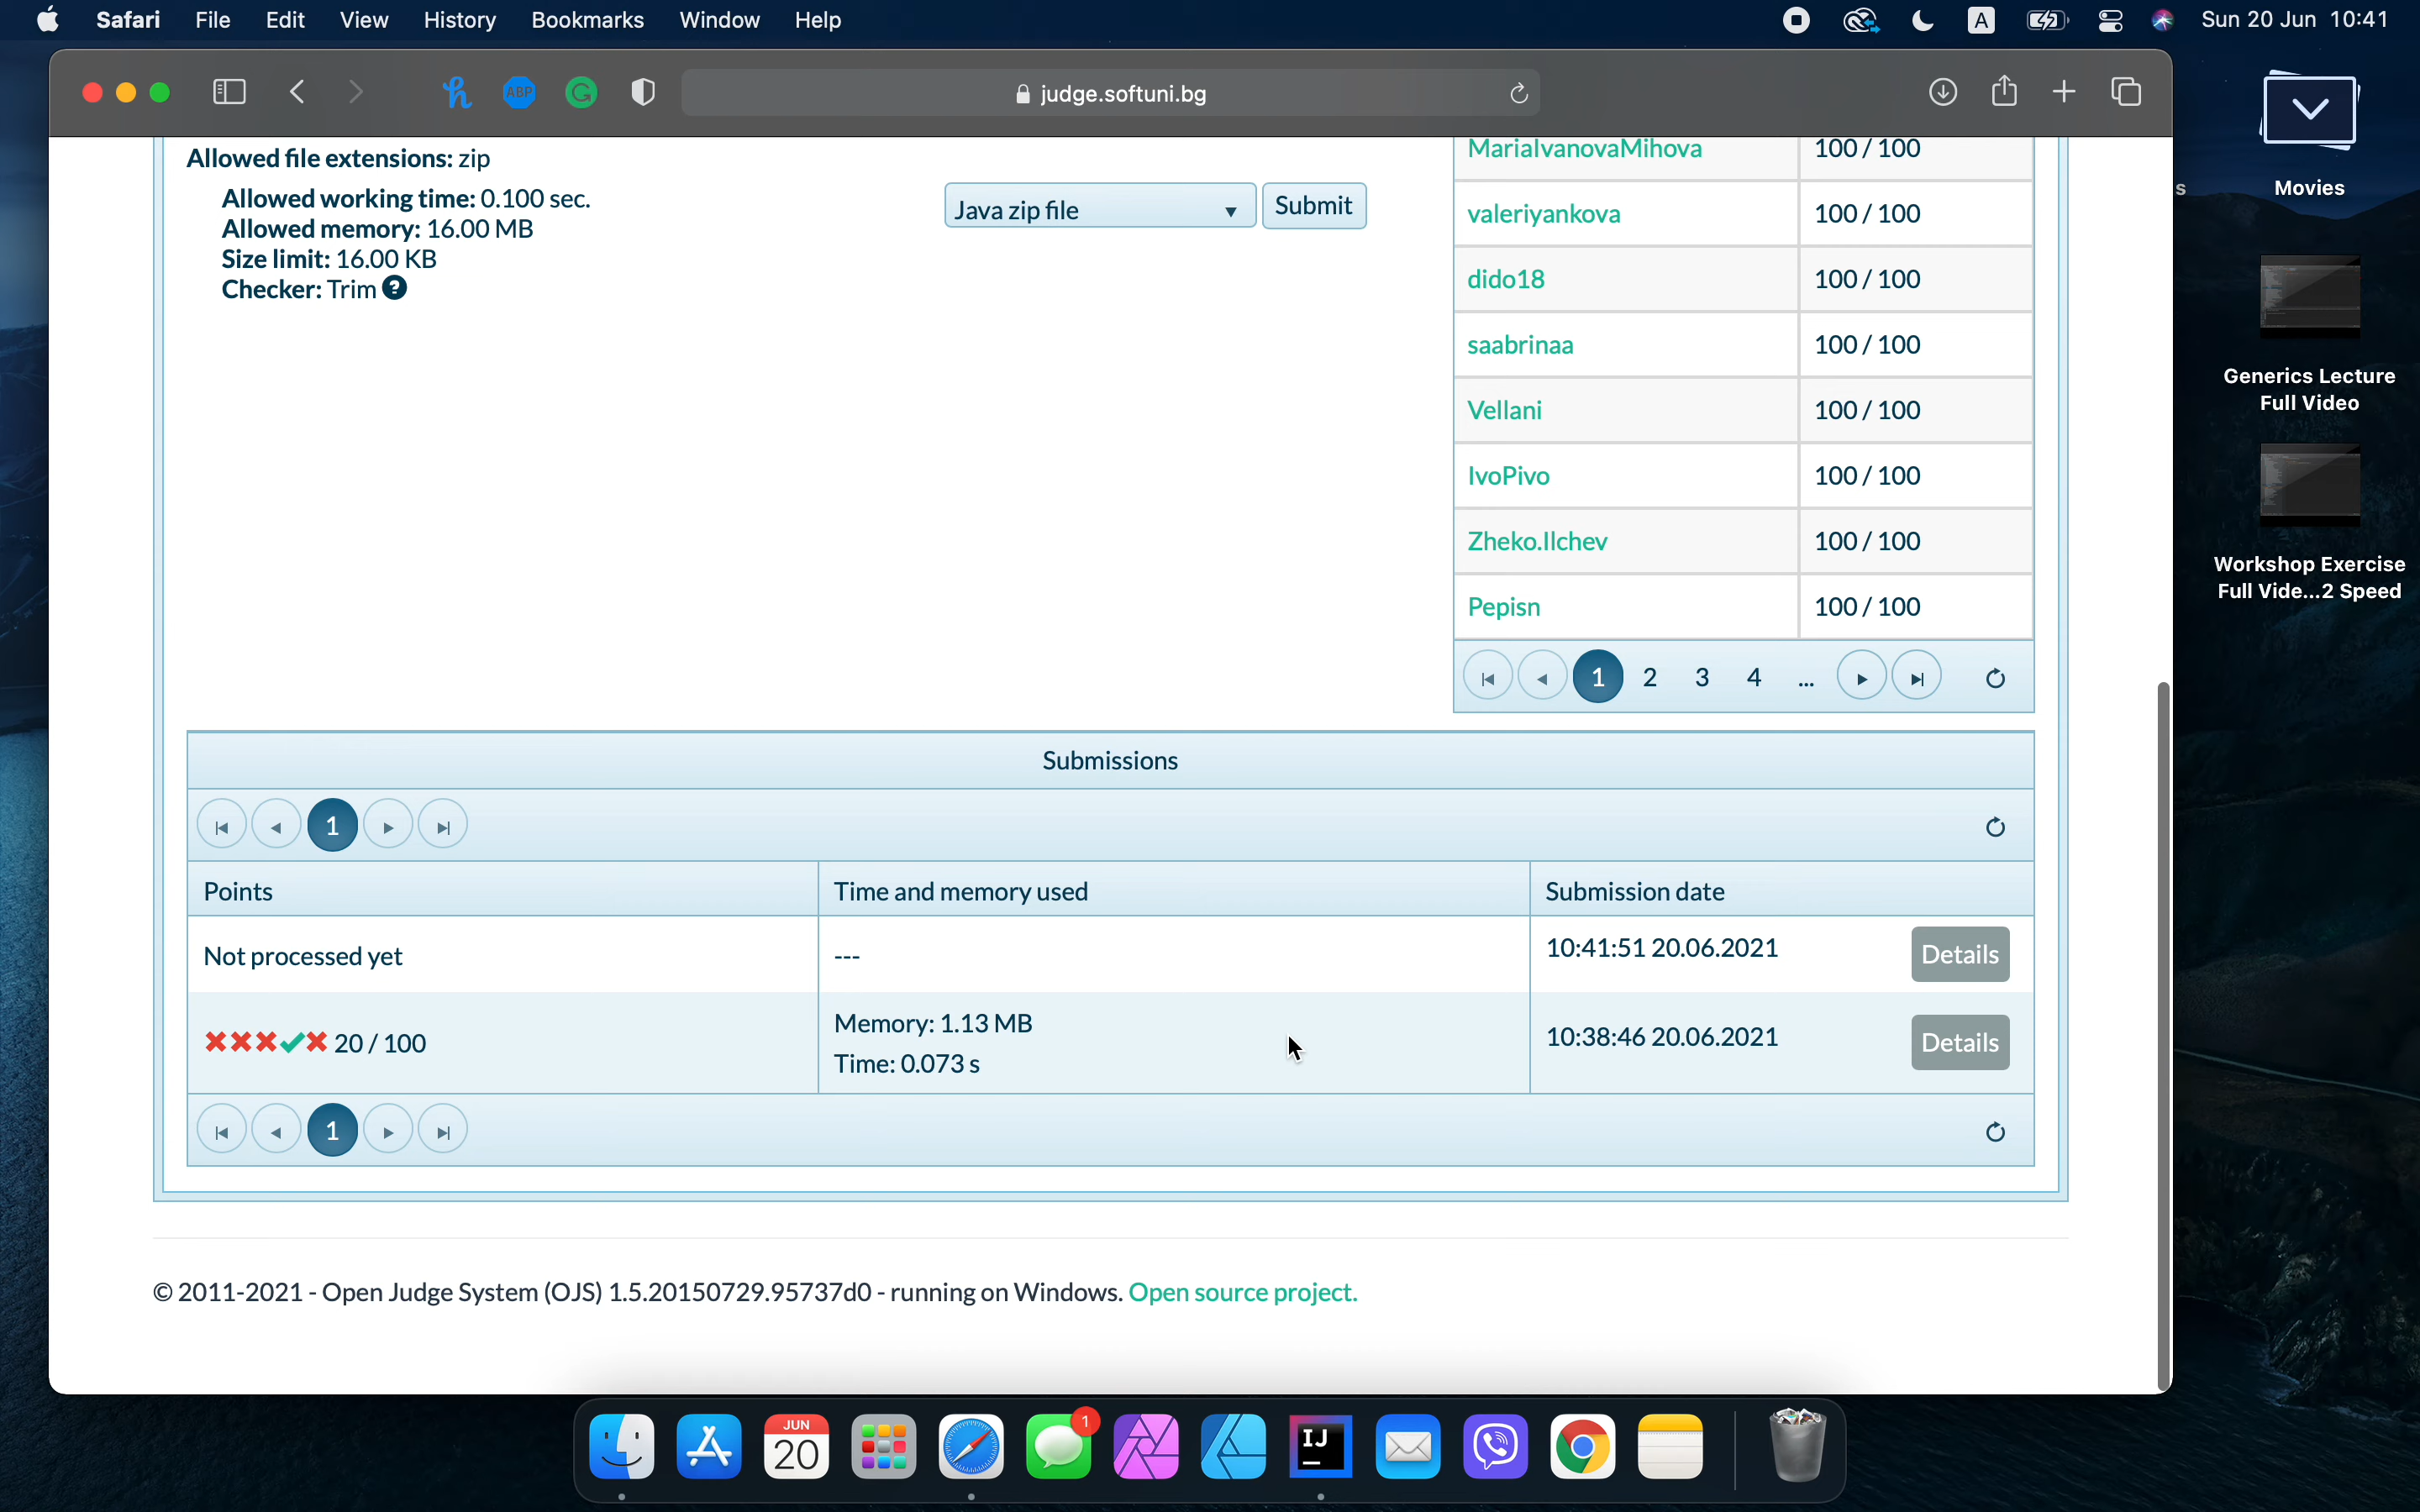 Safari File Edit View History Bookmarks Window Help
A
Sun 20 Jun 10:41
ABP
judge.softuni.bg
Movies
s
Generics Lecture
Full Video
Workshop Exercise
Full Vide...2 Speed
Allowed file extensions: zip
Allowed working time: 0.100 sec.
Allowed memory: 16.00 MB
Size limit: 16.00 KB
Checker: Trim ?
Java zip file
Submit
MariaIvanovaMihova 100 / 100
valeriyankova 100 / 100
dido18 100 / 100
saabrinaa 100 / 100
Vellani 100 / 100
IvoPivo 100 / 100
Zheko.Ilchev 100 / 100
Pepisn 100 / 100
1 2 3 4 ...
Submissions
1
Points Time and memory used Submission date
Not processed yet --- 10:41:51 20.06.2021 Details
20 / 100
Memory: 1.13 MB
Time: 0.073 s
10:38:46 20.06.2021 Details
1
© 2011-2021 - Open Judge System (OJS) 1.5.20150729.95737d0 - running on Windows. Open source project.
JUN
20
1
IJ